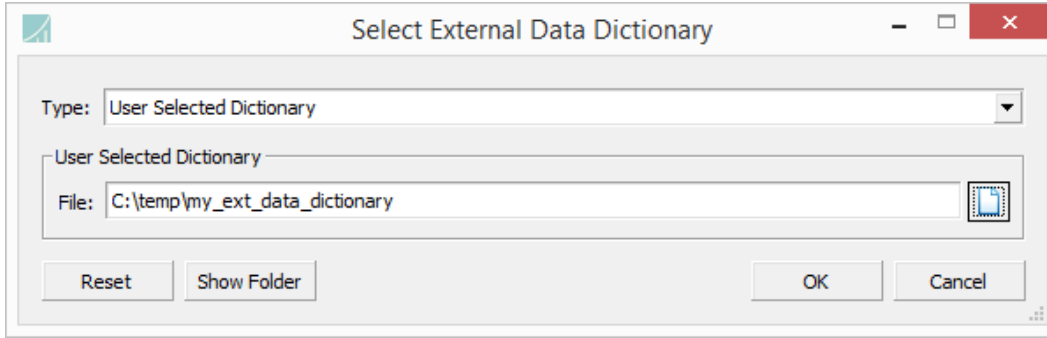 Select External Data Dictionary
Type: User Selected Dictionary
User Selected Dictionary
File: C:\temp\my_ext_data_dictionary
Reset Show Folder OK Cancel